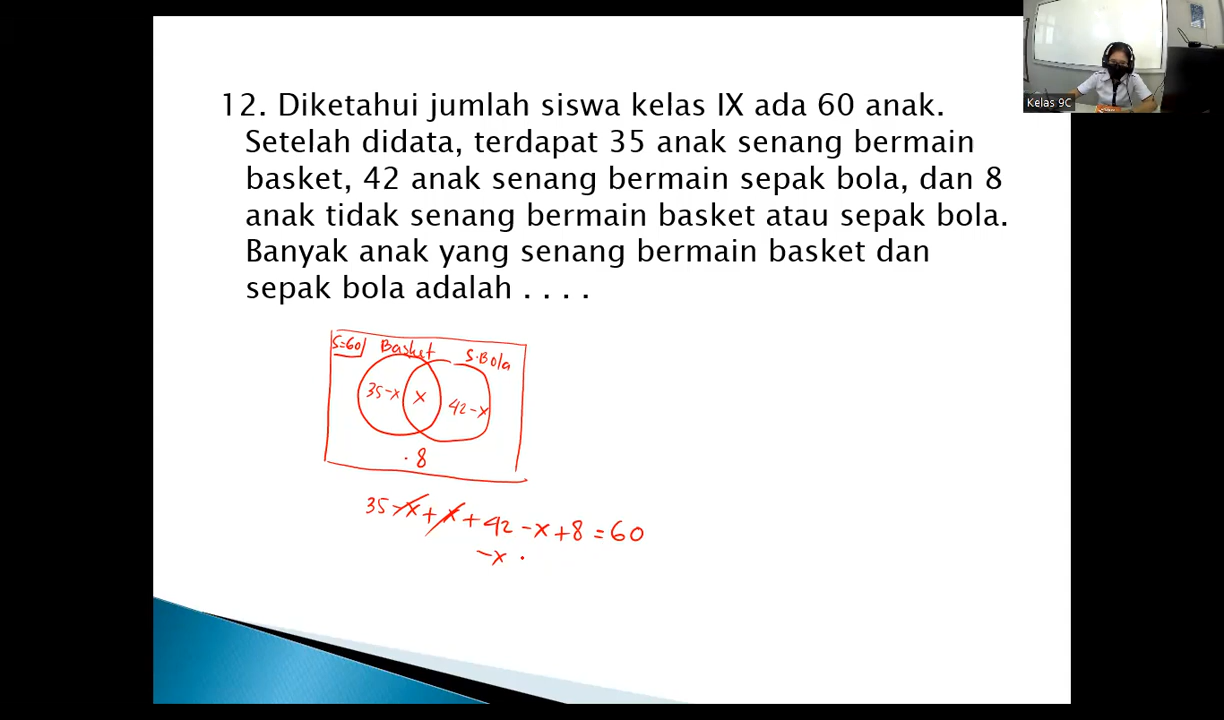 12. Diketahui jumlah siswa kelas IX ada 60 anak.
Setelah didata, terdapat 35 anak senang bermain
basket, 42 anak senang bermain sepak bola, dan 8
anak tidak senang bermain basket atau sepak bola.
Banyak anak yang senang bermain basket dan
sepak bola adalah . . . .
Kelas 9C
S=60 Basket S.Bola
35-x x 42-x
. 8
35 -x + x + 42 -x +8 = 60
-x .